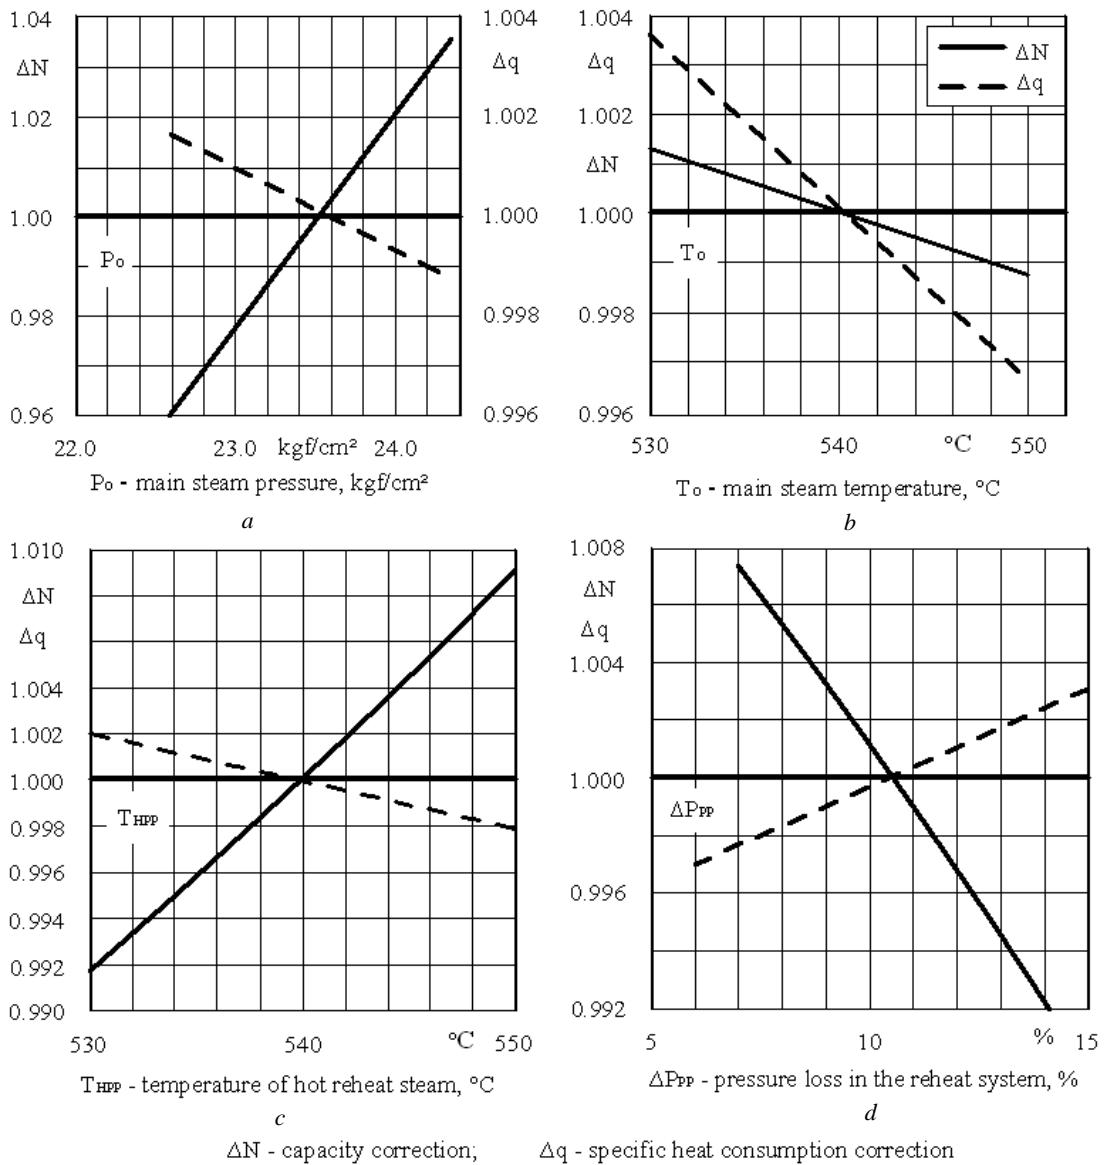 1.04
ΔN
1.02
1.00
0.98
0.96
Po
22.0 23.0 kgf/cm² 24.0
Po - main steam pressure, kgf/cm²
a
1.004
Δq
1.002
1.000
0.998
0.996
1.004
Δq
1.002
ΔN
1.000
0.998
0.996
ΔN
Δq
To
530 540 °C 550
To - main steam temperature, °C
b
1.010
ΔN
Δq
1.004
1.002
1.000
0.998
0.996
0.994
0.992
0.990
THPP
530 540 °C 550
THPP - temperature of hot reheat steam, °C
c
1.008
ΔN
Δq
1.004
1.000
0.996
0.992
ΔPPP
5 10 % 15
ΔPPP - pressure loss in the reheat system, %
d
ΔN - capacity correction; Δq - specific heat consumption correction